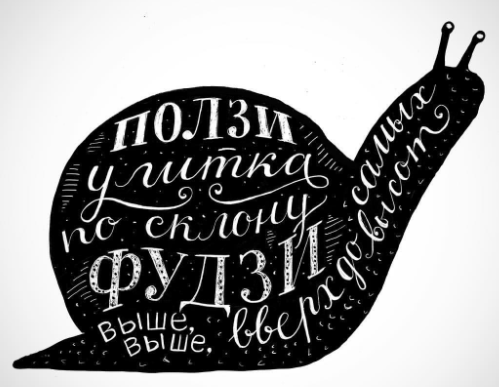 ПОЛЗИ
улитка
по склону
ФУДЗИ
Выше,
Выше,
вверх до высот
самых